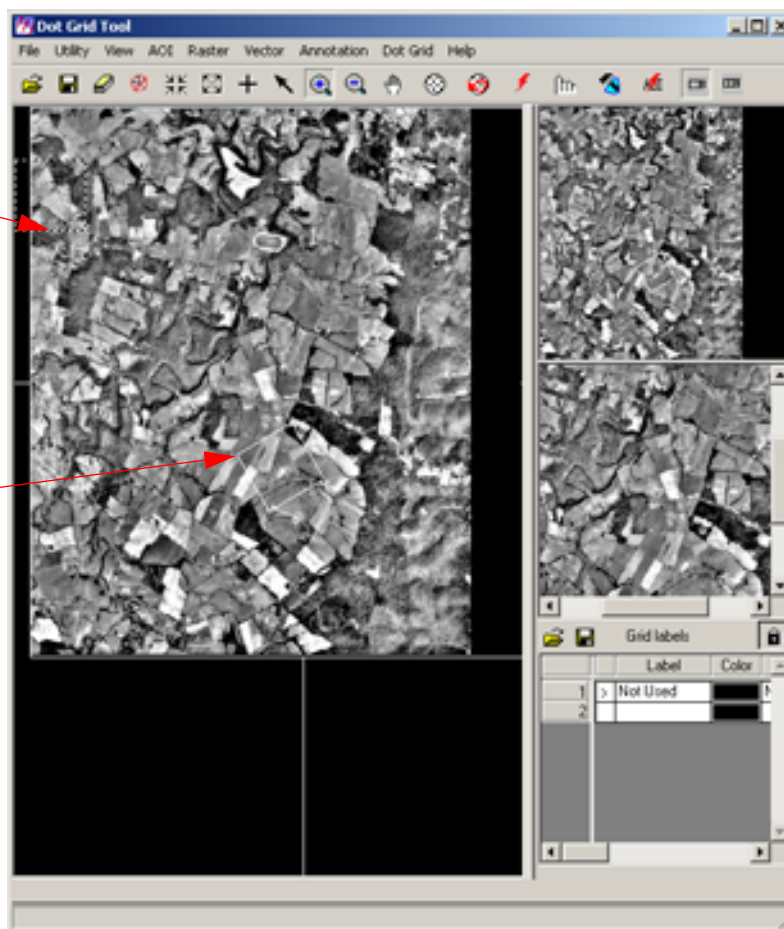 Dot Grid Tool
File Utility View AOI Raster Vector Annotation Dot Grid Help
Grid labels
Label Color
1 > Not Used N
2